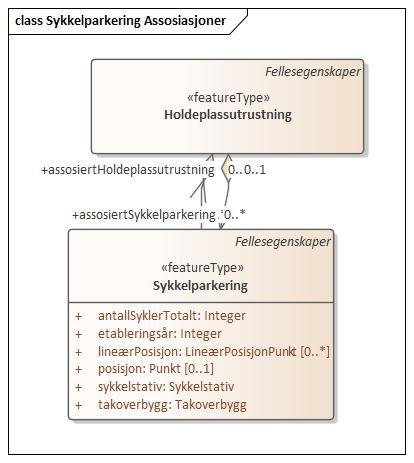 class Sykkelparkering Assosiasjoner
Fellesegenskaper
«featureType»
Holdeplassutrustning
+assosiertHoldeplassutrustning 0..0..1
+assosiertSykkelparkering 0..*
Fellesegenskaper
«featureType»
Sykkelparkering
+ antallSyklerTotalt: Integer
+ etableringsår: Integer
+ lineærPosisjon: LineærPosisjonPunkt [0..*]
+ posisjon: Punkt [0..1]
+ sykkelstativ: Sykkelstativ
+ takoverbygg: Takoverbygg